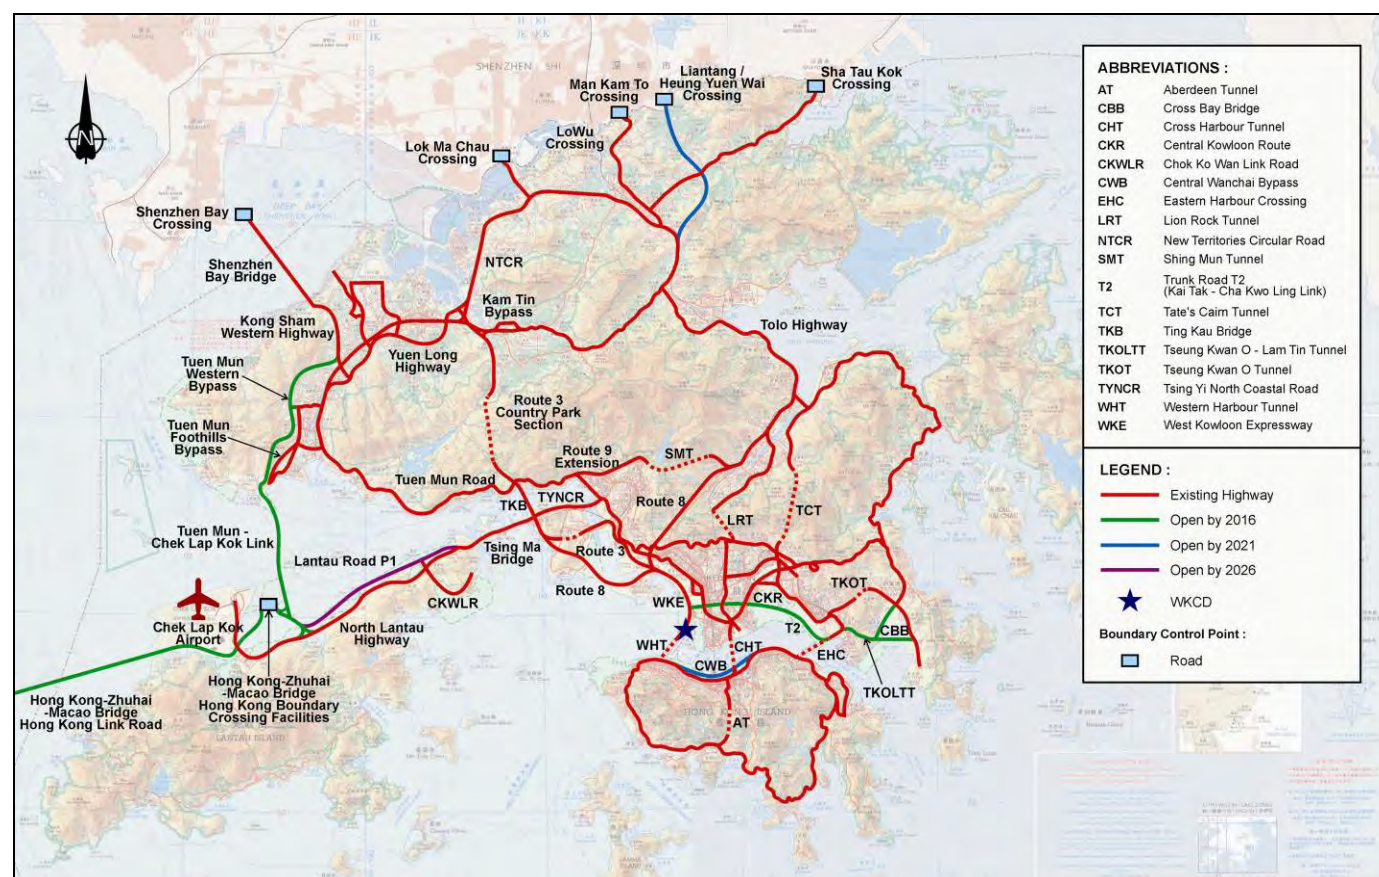 SHENZHEN SHI
Liantang /
Heung Yuen Wai
Crossing
Sha Tau Kok
Crossing
Man Kam To
Crossing
LoWu
Crossing
Lok Ma Chau
Crossing
N
Shenzhen Bay
Crossing
Shenzhen
Bay Bridge
NTCR
Kam Tin
Bypass
Kong Sham
Western Highway
Tolo Highway
Yuen Long
Highway
Tuen Mun
Western
Bypass
Route 3
Country Park
Section
Tuen Mun
Foothills
Bypass
Route 9
Extension
SMT
Tuen Mun Road
TYNCR
TKB
Route 8
LRT
TCT
Tuen Mun -
Chek Lap Kok Link
Lantau Road P1
Tsing Ma
Bridge
Route 3
Route 8
CKWLR
TKOT
CKR
WKE
T2
CBB
Chek Lap Kok
Airport
North Lantau
Highway
WHT
CHT
CWB
EHC
TKOLTT
Hong Kong-Zhuhai
-Macao Bridge
Hong Kong Boundary
Crossing Facilities
Hong Kong-Zhuhai
-Macao Bridge
Hong Kong Link Road
HONG KONG ISLAND
AT
LANTAU ISLAND
ABBREVIATIONS :
AT Aberdeen Tunnel
CBB Cross Bay Bridge
CHT Cross Harbour Tunnel
CKR Central Kowloon Route
CKWLR Chok Ko Wan Link Road
CWB Central Wanchai Bypass
EHC Eastern Harbour Crossing
LRT Lion Rock Tunnel
NTCR New Territories Circular Road
SMT Shing Mun Tunnel
T2 Trunk Road T2
(Kai Tak - Cha Kwo Ling Link)
TCT Tate's Cairn Tunnel
TKB Ting Kau Bridge
TKOLTT Tseung Kwan O - Lam Tin Tunnel
TKOT Tseung Kwan O Tunnel
TYNCR Tsing Yi North Coastal Road
WHT Western Harbour Tunnel
WKE West Kowloon Expressway
LEGEND :
Existing Highway
Open by 2016
Open by 2021
Open by 2026
WKCD
Boundary Control Point :
Road